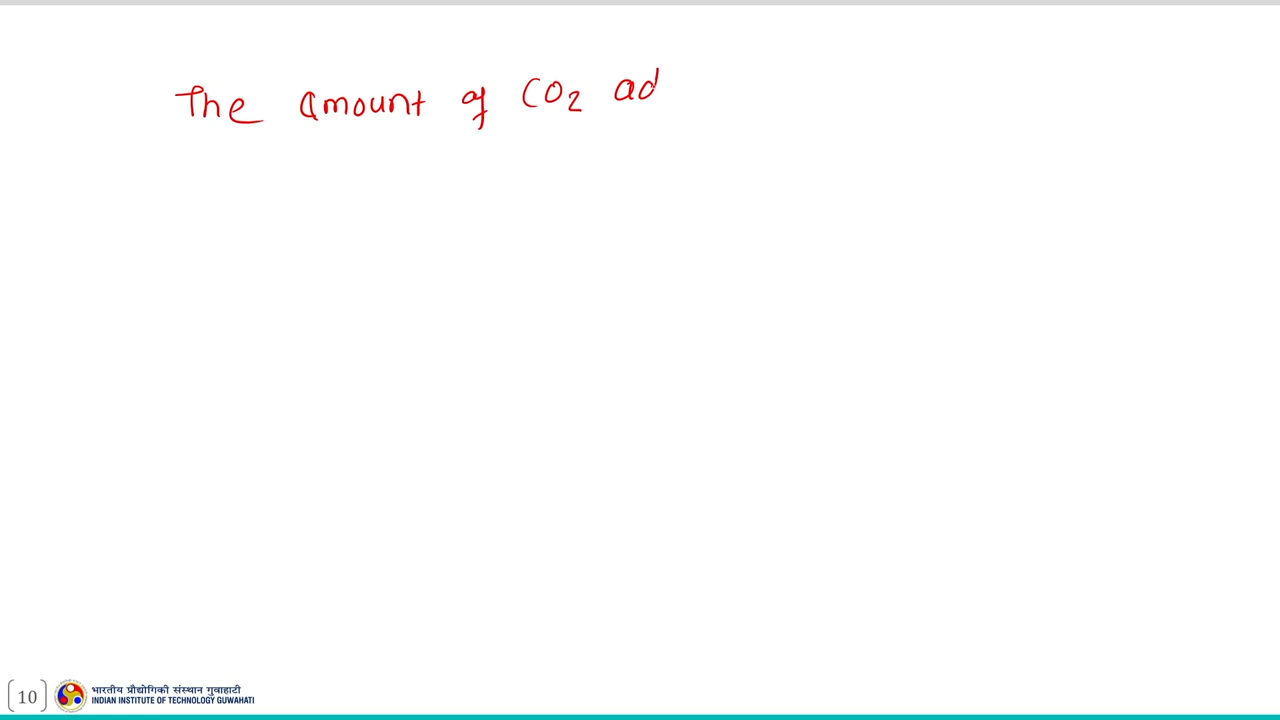 The amount of CO2 ad
[10]
भारतीय प्रौद्योगिकी संस्थान गुवाहाटी
INDIAN INSTITUTE OF TECHNOLOGY GUWAHATI